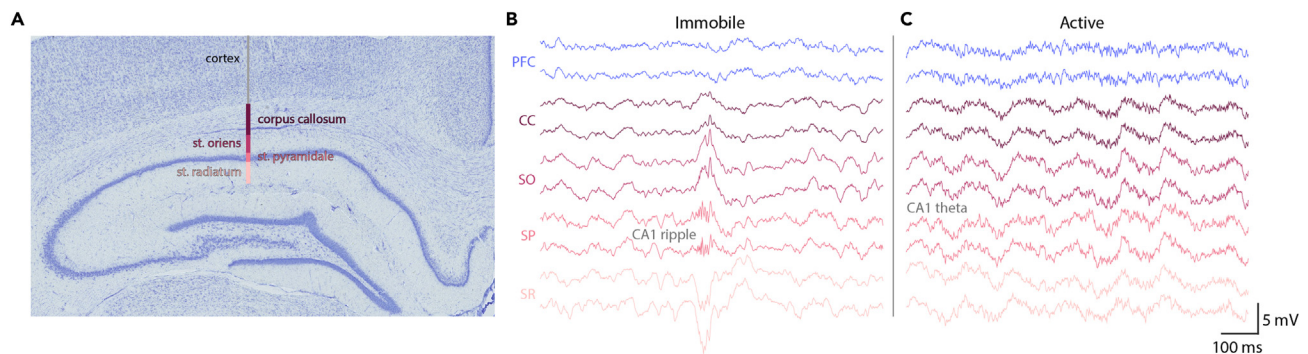 A
cortex
corpus callosum
st. oriens
st. pyramidale
st. radiatum
B
Immobile
PFC
CC
SO
SP
CA1 ripple
SR
C
Active
CA1 theta
5 mV
100 ms